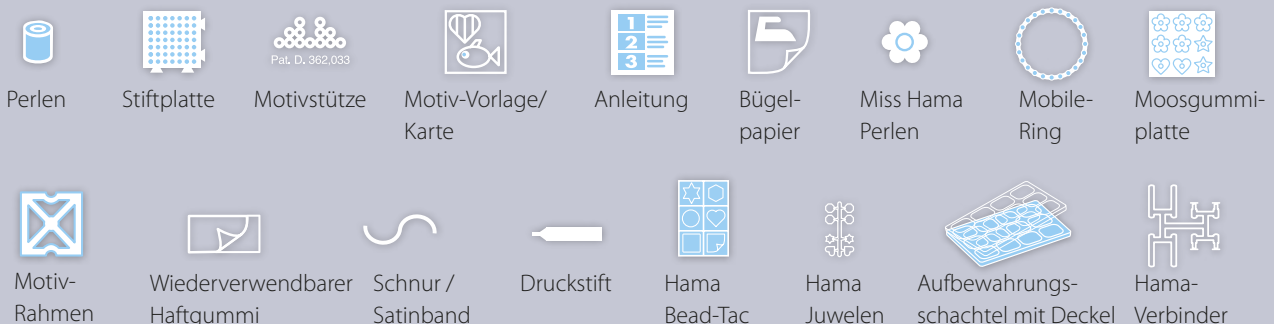 1
2
3
Pat. D. 362,033
Perlen
Stiftplatte
Motivstütze
Motiv-Vorlage/
Karte
Anleitung
Bügel-
papier
Miss Hama
Perlen
Mobile-
Ring
Moosgummi-
platte
Motiv-
Rahmen
Wiederverwendbarer
Haftgummi
Schnur /
Satinband
Druckstift
Hama
Bead-Tac
Hama
Juwelen
Aufbewahrungs-
schachtel mit Deckel
Hama-
Verbinder